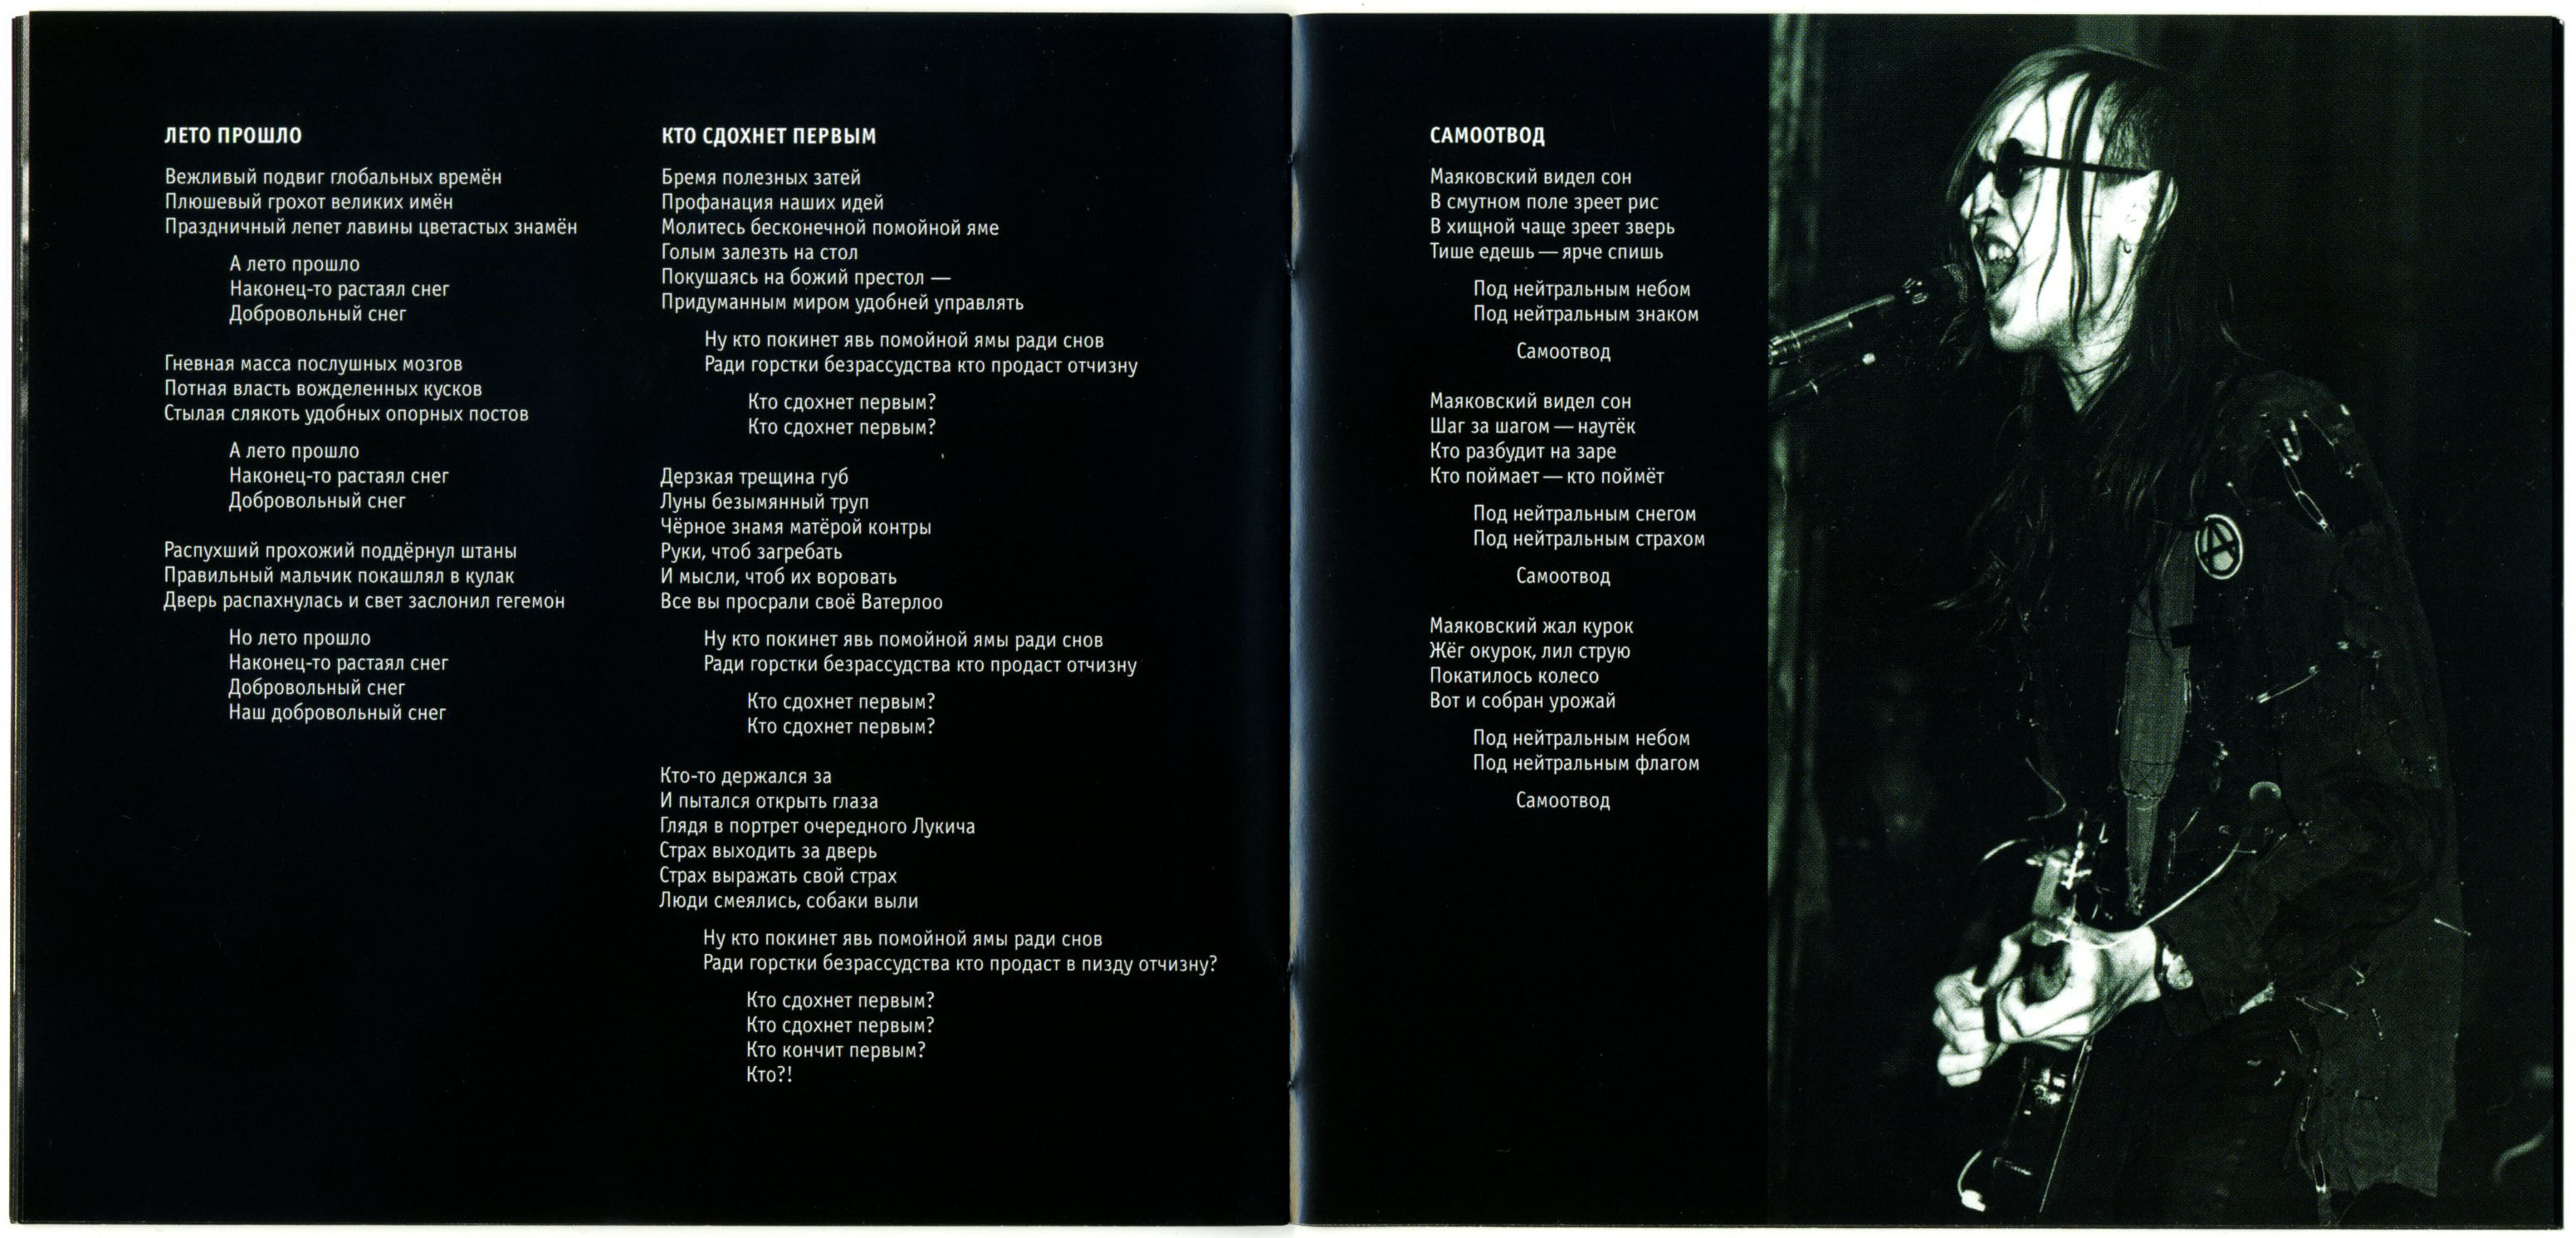 ЛЕТО ПРОШЛО
Вежливый подвиг глобальных времён
Плюшевый грохот великих имён
Праздничный лепет лавины цветастых знамён
А лето прошло
Наконец-то растаял снег
Добровольный снег
Гневная масса послушных мозгов
Потная власть вожделенных кусков
Стылая слякоть удобных опорных постов
А лето прошло
Наконец-то растаял снег
Добровольный снег
Распухший прохожий поддёрнул штаны
Правильный мальчик покашлял в кулак
Дверь распахнулась и свет заслонил гегемон
Но лето прошло
Наконец-то растаял снег
Добровольный снег
Наш добровольный снег
КТО СДОХНЕТ ПЕРВЫМ
Бремя полезных затей
Профанация наших идей
Молитесь бесконечной помойной яме
Голым залезть на стол
Покушаясь на божий престол —
Придуманным миром удобней управлять
Ну кто покинет явь помойной ямы ради снов
Ради горстки безрассудства кто продаст отчизну
Кто сдохнет первым?
Кто сдохнет первым?
Дерзкая трещина губ
Луны безымянный труп
Чёрное знамя матёрой контры
Руки, чтоб загребать
И мысли, чтоб их воровать
Все вы просрали своё Ватерлоо
Ну кто покинет явь помойной ямы ради снов
Ради горстки безрассудства кто продаст отчизну
Кто сдохнет первым?
Кто сдохнет первым?
Кто-то держался за
И пытался открыть глаза
Глядя в портрет очередного Лукича
Страх выходить за дверь
Страх выражать свой страх
Люди смеялись, собаки выли
Ну кто покинет явь помойной ямы ради снов
Ради горстки безрассудства кто продаст в пизду отчизну?
Кто сдохнет первым?
Кто сдохнет первым?
Кто кончит первым?
Кто?!
САМООТВОД
Маяковский видел сон
В смутном поле зреет рис
В хищной чаще зреет зверь
Тише едешь — ярче спишь
Под нейтральным небом
Под нейтральным знаком
Самоотвод
Маяковский видел сон
Шаг за шагом — наутёк
Кто разбудит на заре
Кто поймает — кто поймёт
Под нейтральным снегом
Под нейтральным страхом
Самоотвод
Маяковский жал курок
Жёг окурок, лил струю
Покатилось колесо
Вот и собран урожай
Под нейтральным небом
Под нейтральным флагом
Самоотвод